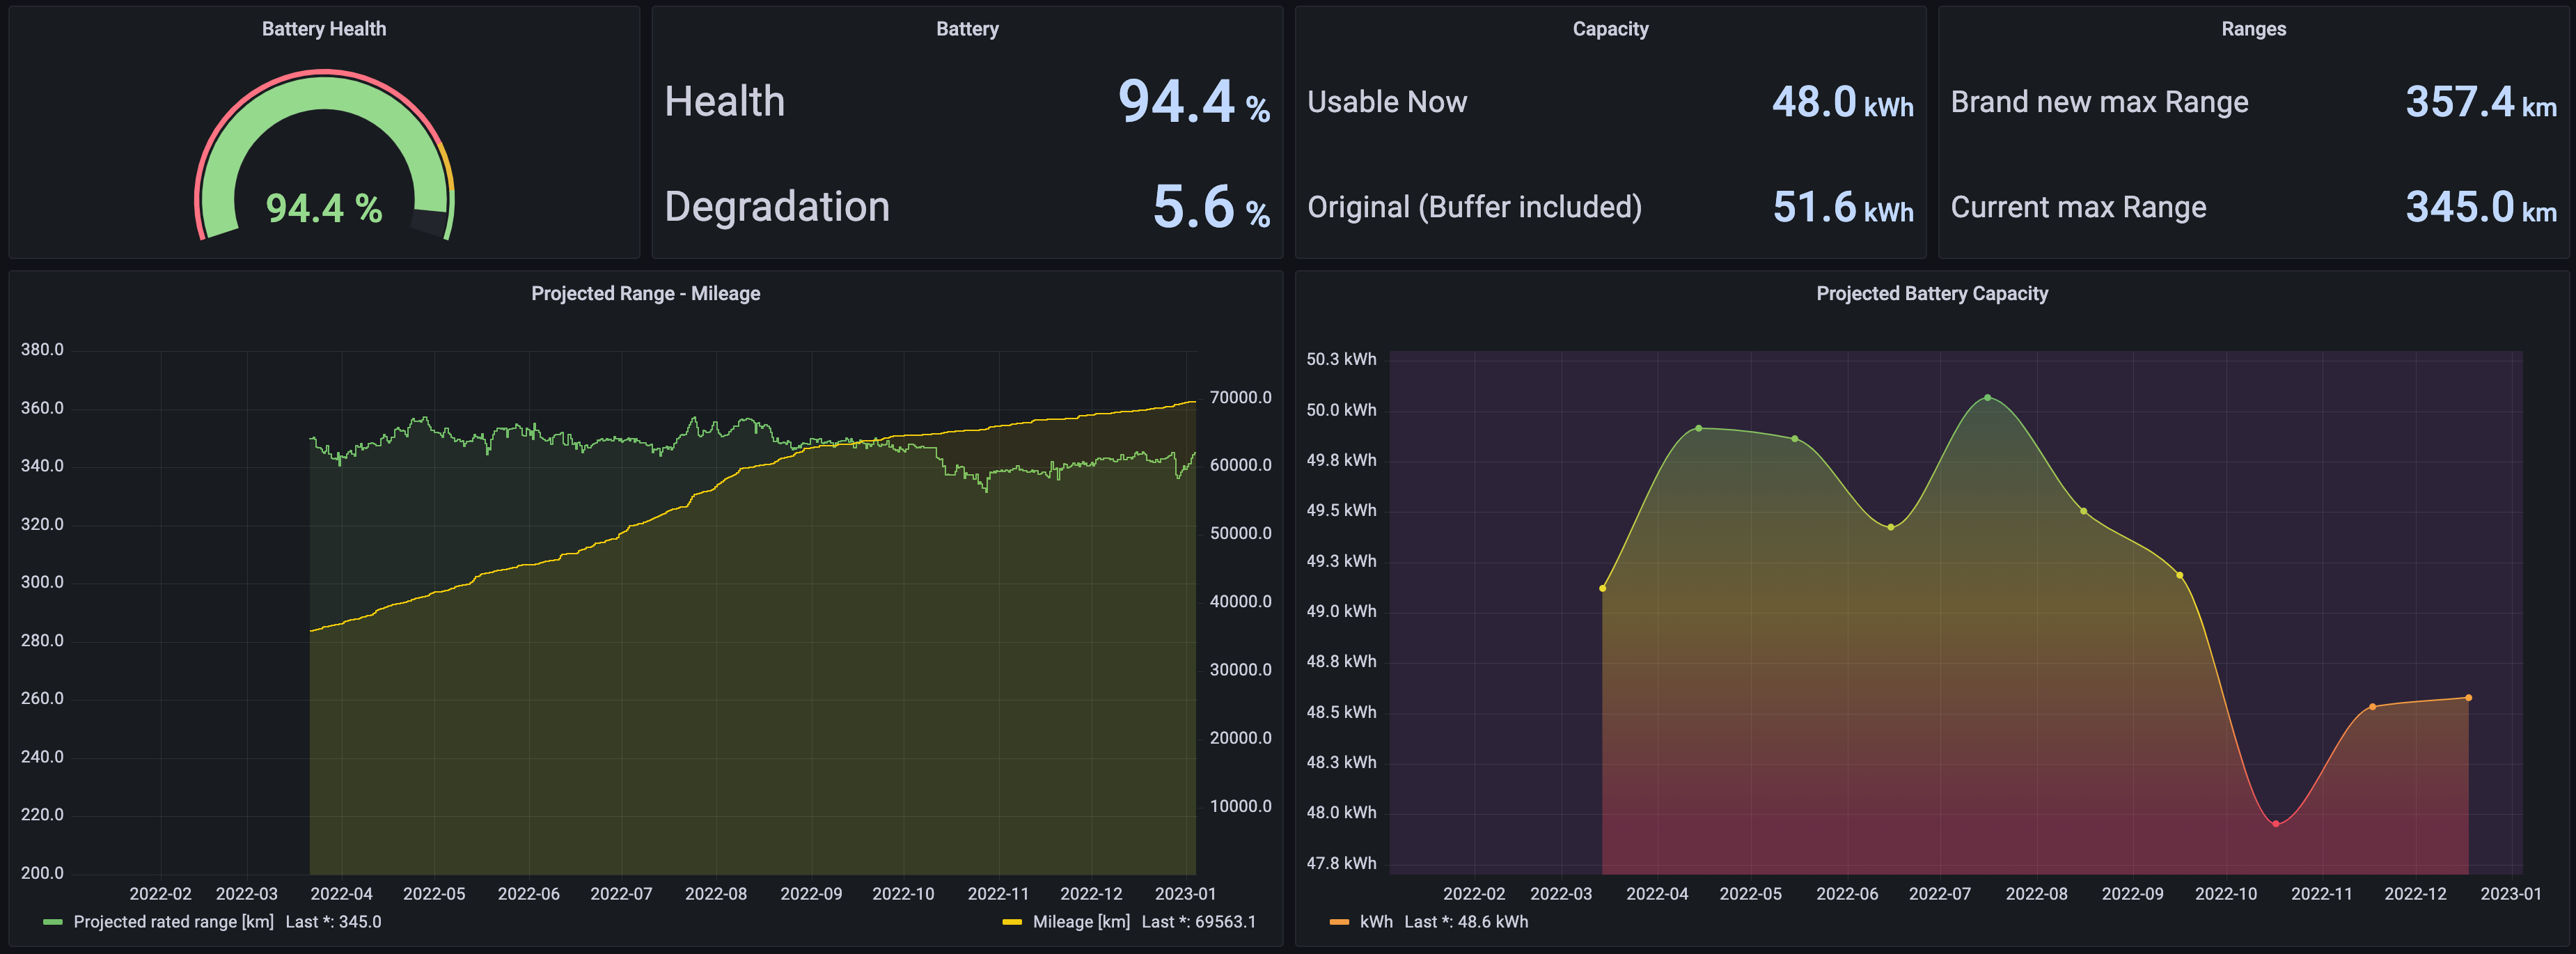 Battery Health
94.4 %
Battery
Health 94.4 %
Degradation 5.6 %
Capacity
Usable Now 48.0 kWh
Original (Buffer included) 51.6 kWh
Ranges
Brand new max Range 357.4 km
Current max Range 345.0 km
Projected Range - Mileage
380.0
360.0
340.0
320.0
300.0
280.0
260.0
240.0
220.0
200.0
70000.0
60000.0
50000.0
40000.0
30000.0
20000.0
10000.0
2022-02 2022-03 2022-04 2022-05 2022-06 2022-07 2022-08 2022-09 2022-10 2022-11 2022-12 2023-01
Projected rated range [km] Last *: 345.0 Mileage [km] Last *: 69563.1
Projected Battery Capacity
50.3 kWh
50.0 kWh
49.8 kWh
49.5 kWh
49.3 kWh
49.0 kWh
48.8 kWh
48.5 kWh
48.3 kWh
48.0 kWh
47.8 kWh
2022-02 2022-03 2022-04 2022-05 2022-06 2022-07 2022-08 2022-09 2022-10 2022-11 2022-12 2023-01
kWh Last *: 48.6 kWh